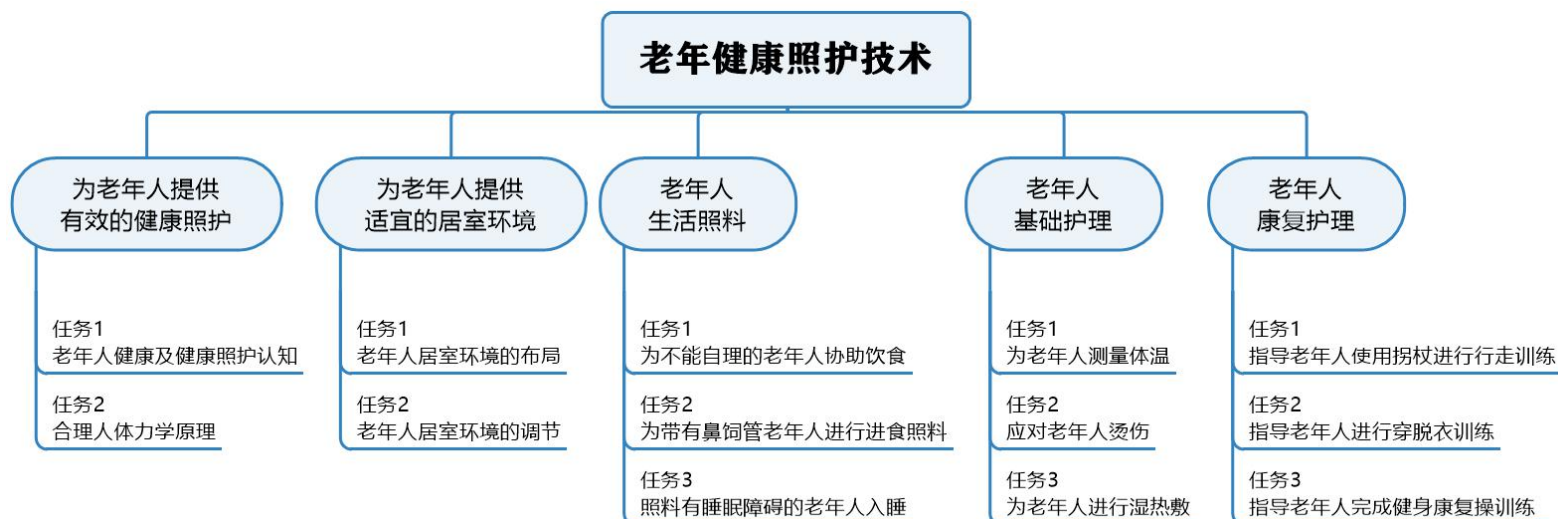 老年健康照护技术
为老年人提供
有效的健康照护
任务1
老年人健康及健康照护认知
任务2
合理人体力学原理
为老年人提供
适宜的居室环境
任务1
老年人居室环境的布局
任务2
老年人居室环境的调节
老年人
生活照料
任务1
为不能自理的老年人协助饮食
任务2
为带有鼻饲管老年人进行进食照料
任务3
照料有睡眠障碍的老年人入睡
老年人
基础护理
任务1
为老年人测量体温
任务2
应对老年人烫伤
任务3
为老年人进行湿热敷
老年人
康复护理
任务1
指导老年人使用拐杖进行行走训练
任务2
指导老年人进行穿脱衣训练
任务3
指导老年人完成健身康复操训练